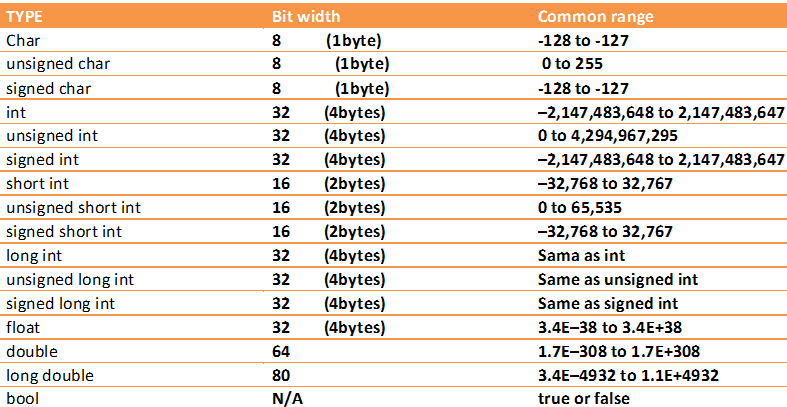 TYPE Bit width Common range
Char 8 (1byte) -128 to -127
unsigned char 8 (1byte) 0 to 255
signed char 8 (1byte) -128 to -127
int 32 (4bytes) –2,147,483,648 to 2,147,483,647
unsigned int 32 (4bytes) 0 to 4,294,967,295
signed int 32 (4bytes) –2,147,483,648 to 2,147,483,647
short int 16 (2bytes) –32,768 to 32,767
unsigned short int 16 (2bytes) 0 to 65,535
signed short int 16 (2bytes) –32,768 to 32,767
long int 32 (4bytes) Sama as int
unsigned long int 32 (4bytes) Same as unsigned int
signed long int 32 (4bytes) Same as signed int
float 32 (4bytes) 3.4E–38 to 3.4E+38
double 64 1.7E–308 to 1.7E+308
long double 80 3.4E–4932 to 1.1E+4932
bool N/A true or false